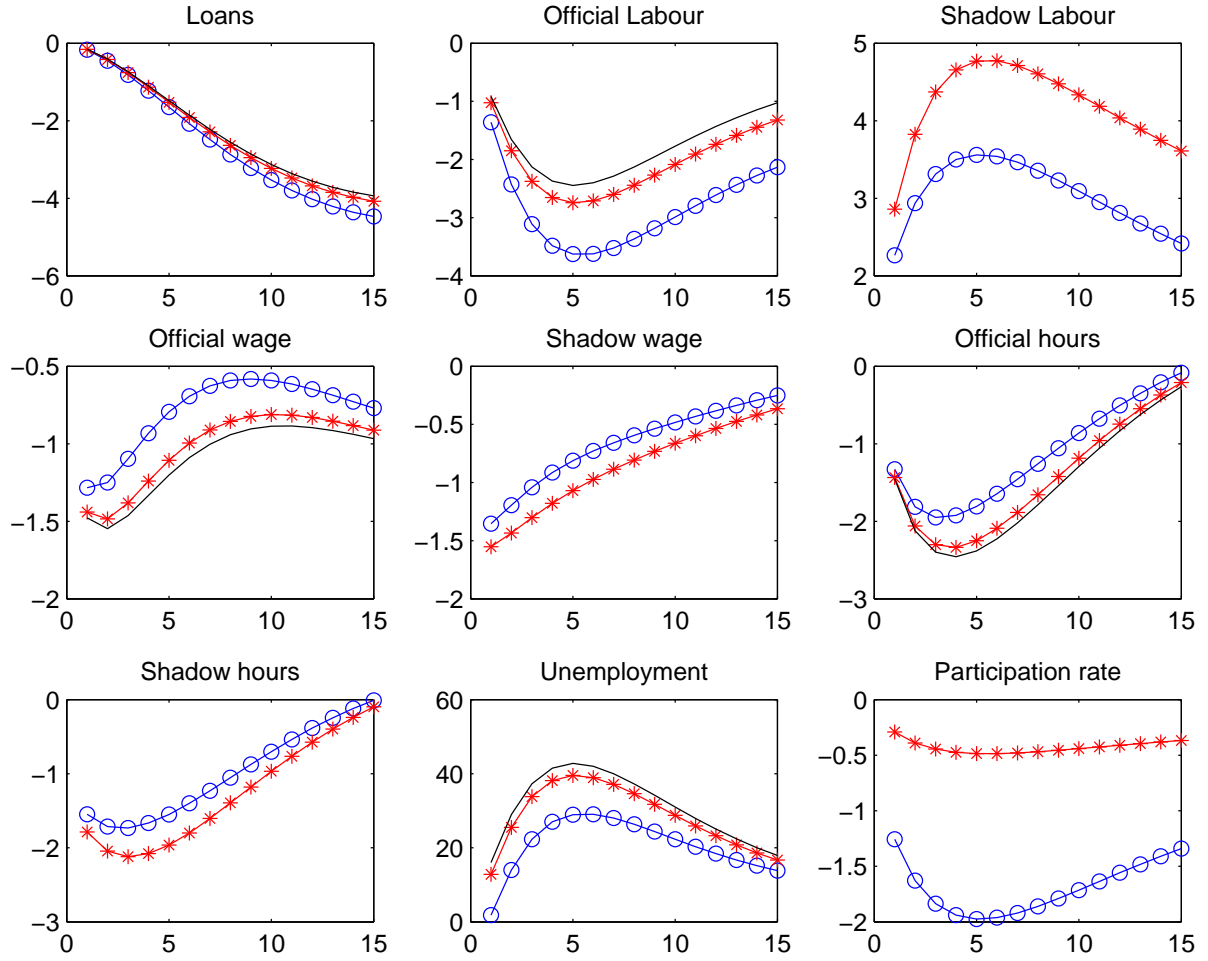 Loans
0
−2
−4
−6
0 5 10 15
Official Labour
0
−1
−2
−3
−4
0 5 10 15
Shadow Labour
5
4
3
2
0 5 10 15
Official wage
−0.5
−1
−1.5
−2
0 5 10 15
Shadow wage
0
−0.5
−1
−1.5
−2
0 5 10 15
Official hours
0
−1
−2
−3
0 5 10 15
Shadow hours
0
−1
−2
−3
0 5 10 15
Unemployment
60
40
20
0
0 5 10 15
Participation rate
0
−0.5
−1
−1.5
−2
0 5 10 15